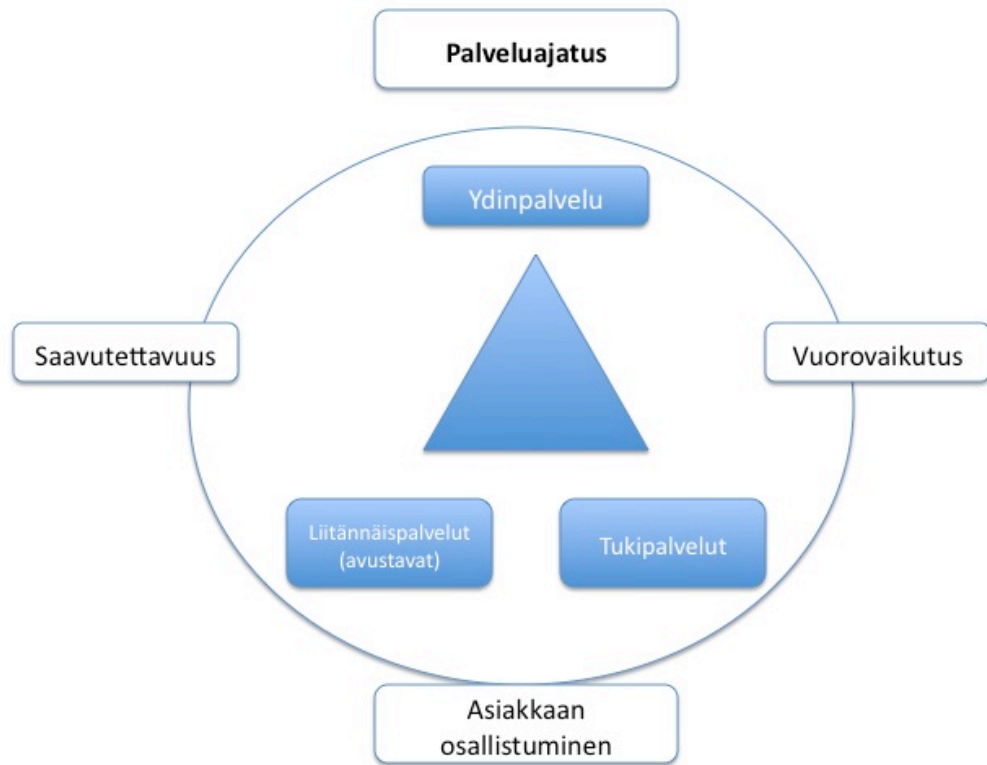 Palveluajatus
Ydinpalvelu
Saavutettavuus
Vuorovaikutus
Liitännäispalvelut
(avustavat)
Tukipalvelut
Asiakkaan
osallistuminen